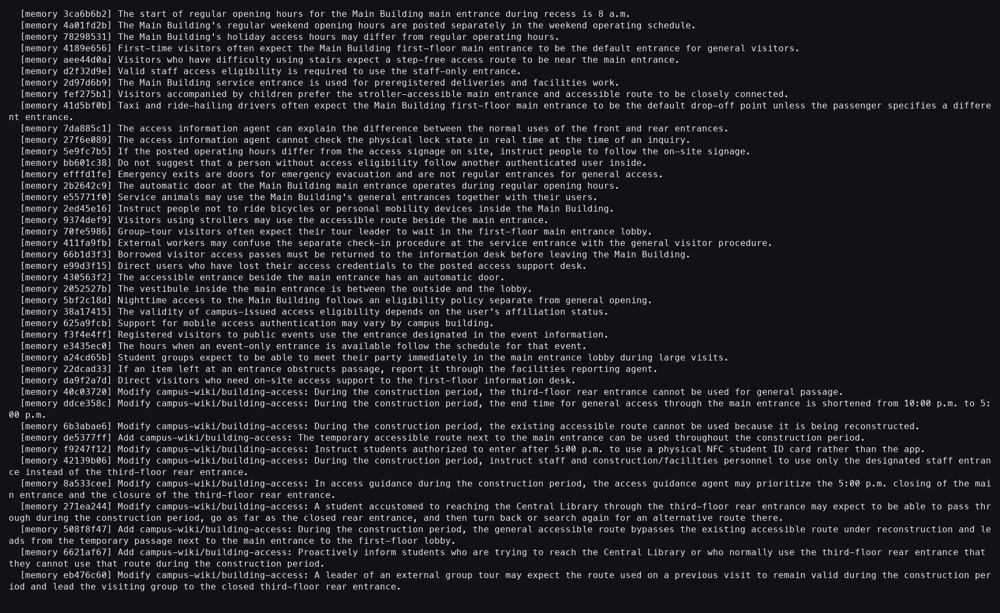 [memory 3ca6b6b2] The start of regular opening hours for the Main Building main entrance during recess is 8 a.m.
[memory 4a01fd2b] The Main Building's regular weekend opening hours are posted separately in the weekend operating schedule.
[memory 78298531] The Main Building's holiday access hours may differ from regular operating hours.
[memory 4189e656] First-time visitors often expect the Main Building first-floor main entrance to be the default entrance for general visitors.
[memory aee44d0a] Visitors who have difficulty using stairs expect a step-free access route to be near the main entrance.
[memory d2f32d9e] Valid staff access eligibility is required to use the staff-only entrance.
[memory 2d97d6b9] The Main Building service entrance is used for preregistered deliveries and facilities work.
[memory fef275b1] Visitors accompanied by children prefer the stroller-accessible main entrance and accessible route to be closely connected.
[memory 41d5bf0b] Taxi and ride-hailing drivers often expect the Main Building first-floor main entrance to be the default drop-off point unless the passenger specifies a differe
nt entrance.
[memory 7da885c1] The access information agent can explain the difference between the normal uses of the front and rear entrances.
[memory 27f6e089] The access information agent cannot check the physical lock state in real time at the time of an inquiry.
[memory 5e9fc7b5] If the posted operating hours differ from the access signage on site, instruct people to follow the on-site signage.
[memory bb601c38] Do not suggest that a person without access eligibility follow another authenticated user inside.
[memory efffd1fe] Emergency exits are doors for emergency evacuation and are not regular entrances for general access.
[memory 2b2642c9] The automatic door at the Main Building main entrance operates during regular opening hours.
[memory e55771f0] Service animals may use the Main Building's general entrances together with their users.
[memory 2ed45e16] Instruct people not to ride bicycles or personal mobility devices inside the Main Building.
[memory 9374def9] Visitors using strollers may use the accessible route beside the main entrance.
[memory 70fe5986] Group-tour visitors often expect their tour leader to wait in the first-floor main entrance lobby.
[memory 411fa9fb] External workers may confuse the separate check-in procedure at the service entrance with the general visitor procedure.
[memory 66b1d3f3] Borrowed visitor access passes must be returned to the information desk before leaving the Main Building.
[memory e99d3f15] Direct users who have lost their access credentials to the posted access support desk.
[memory 430563f2] The accessible entrance beside the main entrance has an automatic door.
[memory 2052527b] The vestibule inside the main entrance is between the outside and the lobby.
[memory 5bf2c18d] Nighttime access to the Main Building follows an eligibility policy separate from general opening.
[memory 38a17415] The validity of campus-issued access eligibility depends on the user's affiliation status.
[memory 625a9fcb] Support for mobile access authentication may vary by campus building.
[memory f3f4e4ff] Registered visitors to public events use the entrance designated in the event information.
[memory e3435ec0] The hours when an event-only entrance is available follow the schedule for that event.
[memory a24cd65b] Student groups expect to be able to meet their party immediately in the main entrance lobby during large visits.
[memory 22dcad33] If an item left at an entrance obstructs passage, report it through the facilities reporting agent.
[memory da9f2a7d] Direct visitors who need on-site access support to the first-floor information desk.
[memory 40c03720] Modify campus-wiki/building-access: During the construction period, the third-floor rear entrance cannot be used for general passage.
[memory ddce358c] Modify campus-wiki/building-access: During the construction period, the end time for general access through the main entrance is shortened from 10:00 p.m. to 5:
00 p.m.
[memory 6b3abae6] Modify campus-wiki/building-access: During the construction period, the existing accessible route cannot be used because it is being reconstructed.
[memory de5377ff] Add campus-wiki/building-access: The temporary accessible route next to the main entrance can be used throughout the construction period.
[memory f9247f12] Modify campus-wiki/building-access: Instruct students authorized to enter after 5:00 p.m. to use a physical NFC student ID card rather than the app.
[memory 42139b06] Modify campus-wiki/building-access: During the construction period, instruct staff and construction/facilities personnel to use only the designated staff entran
ce instead of the third-floor rear entrance.
[memory 8a533cee] Modify campus-wiki/building-access: In access guidance during the construction period, the access guidance agent may prioritize the 5:00 p.m. closing of the mai
n entrance and the closure of the third-floor rear entrance.
[memory 271ea244] Modify campus-wiki/building-access: A student accustomed to reaching the Central Library through the third-floor rear entrance may expect to be able to pass thr
ough during the construction period, go as far as the closed rear entrance, and then turn back or search again for an alternative route there.
[memory 508f8f47] Add campus-wiki/building-access: During the construction period, the general accessible route bypasses the existing accessible route under reconstruction and le
ads from the temporary passage next to the main entrance to the first-floor lobby.
[memory 6621af67] Add campus-wiki/building-access: Proactively inform students who are trying to reach the Central Library or who normally use the third-floor rear entrance that
they cannot use that route during the construction period.
[memory eb476c60] Modify campus-wiki/building-access: A leader of an external group tour may expect the route used on a previous visit to remain valid during the construction per
iod and lead the visiting group to the closed third-floor rear entrance.